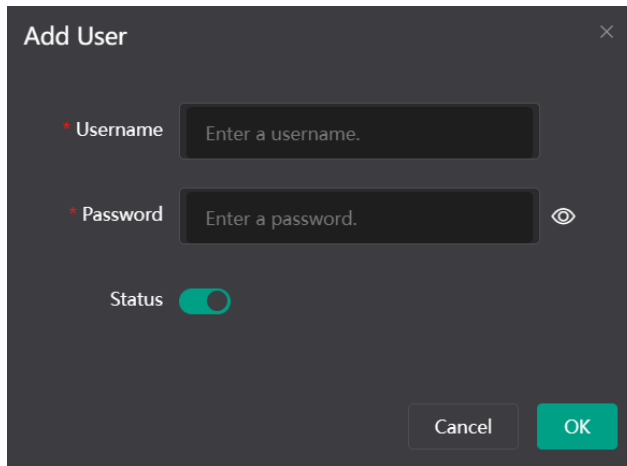 Add User
* Username
Enter a username.
* Password
Enter a password.
Status
Cancel
OK